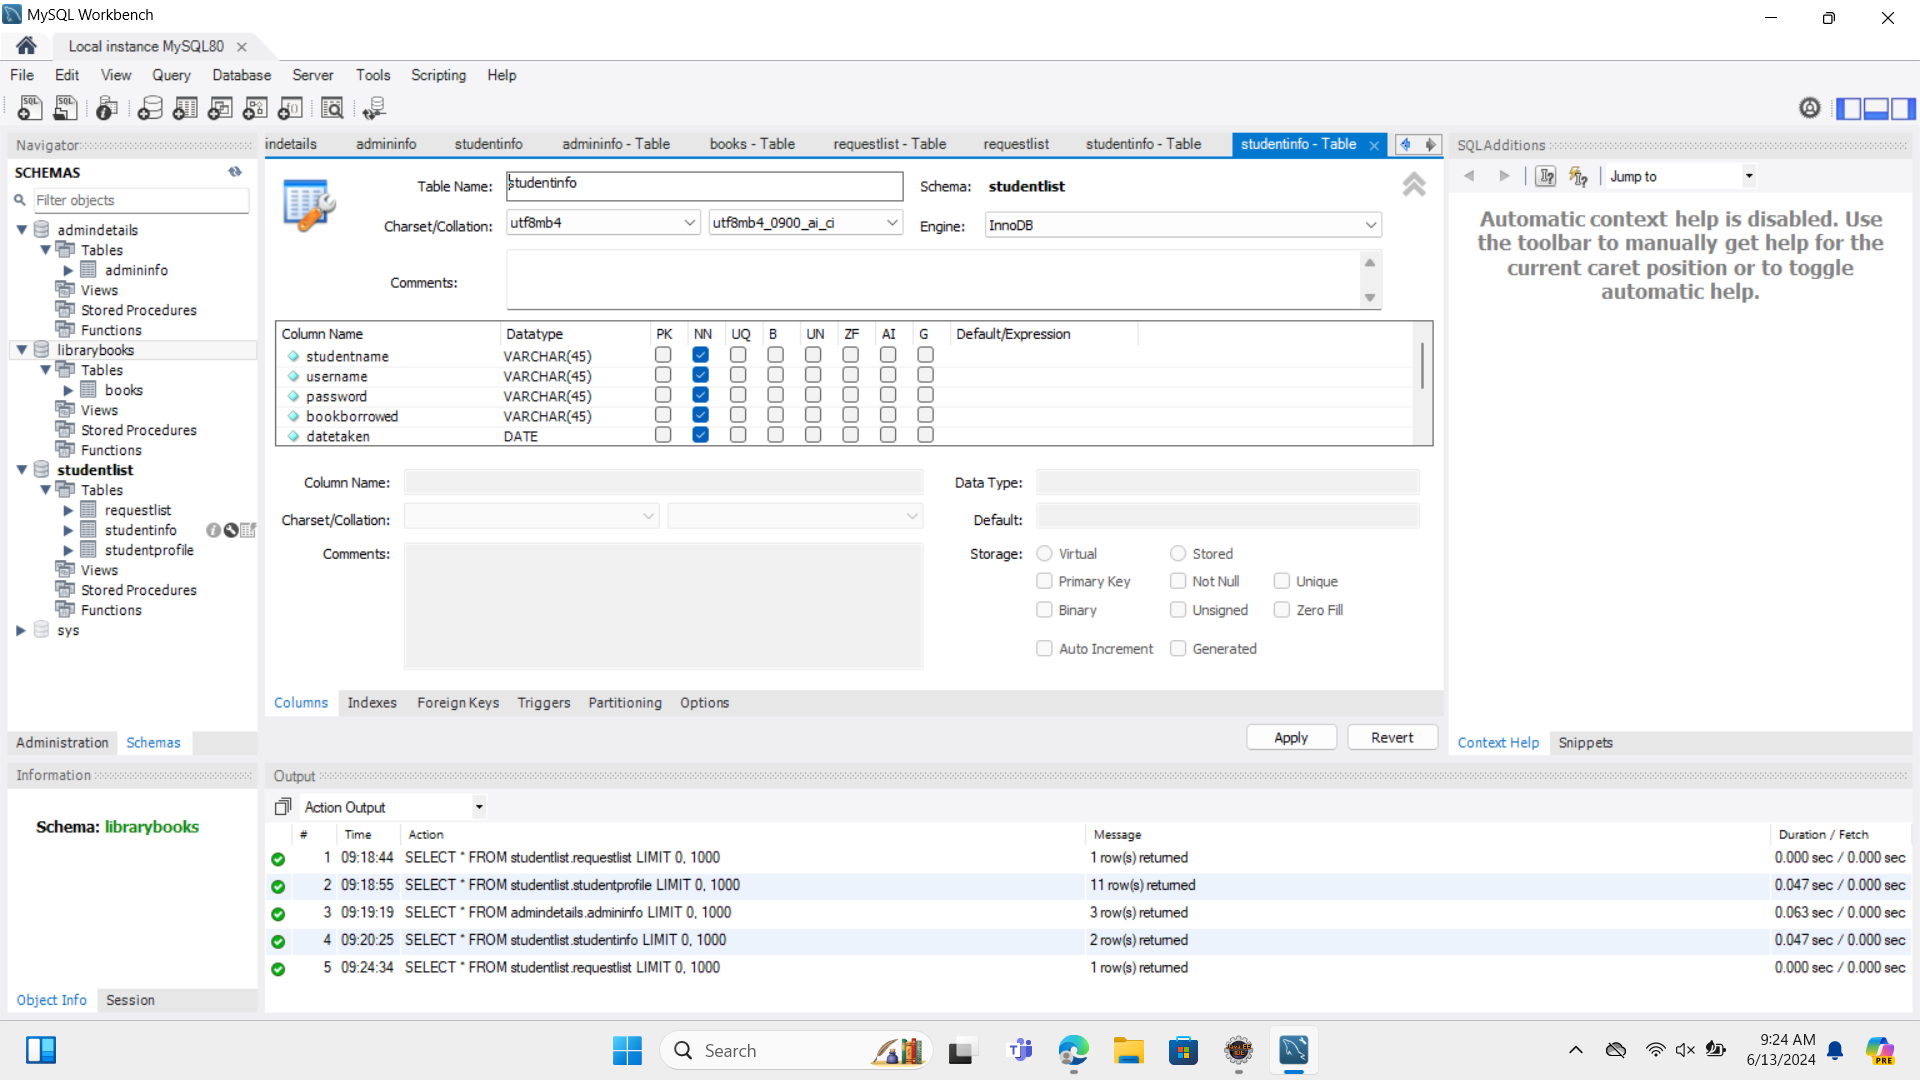 MySQL Workbench
Local instance MySQL80
File Edit View Query Database Server Tools Scripting Help
Navigator
SCHEMAS
Filter objects
admindetails
Tables
admininfo
Views
Stored Procedures
Functions
librarybooks
Tables
books
Views
Stored Procedures
Functions
studentlist
Tables
requestlist
studentinfo
studentprofile
Views
Stored Procedures
Functions
sys
Administration Schemas
Information
Schema: librarybooks
Object Info Session
indetails admininfo studentinfo admininfo - Table books - Table requestlist - Table requestlist studentinfo - Table studentinfo - Table
Table Name: studentinfo Schema: studentlist
Charset/Collation: utf8mb4 utf8mb4_0900_ai_ci Engine: InnoDB
Comments:
Column Name Datatype PK NN UQ B UN ZF AI G Default/Expression
studentname VARCHAR(45)
username VARCHAR(45)
password VARCHAR(45)
bookborrowed VARCHAR(45)
datetaken DATE
Column Name: Data Type:
Charset/Collation: Default:
Comments: Storage: Virtual Stored
Primary Key Not Null Unique
Binary Unsigned Zero Fill
Auto Increment Generated
Columns Indexes Foreign Keys Triggers Partitioning Options
Apply Revert
SQLAdditions
Jump to
Automatic context help is disabled. Use
the toolbar to manually get help for the
current caret position or to toggle
automatic help.
Context Help Snippets
Output
Action Output
# Time Action Message Duration / Fetch
1 09:18:44 SELECT * FROM studentlist.requestlist LIMIT 0, 1000 1 row(s) returned 0.000 sec / 0.000 sec
2 09:18:55 SELECT * FROM studentlist.studentprofile LIMIT 0, 1000 11 row(s) returned 0.047 sec / 0.000 sec
3 09:19:19 SELECT * FROM admindetails.admininfo LIMIT 0, 1000 3 row(s) returned 0.063 sec / 0.000 sec
4 09:20:25 SELECT * FROM studentlist.studentinfo LIMIT 0, 1000 2 row(s) returned 0.047 sec / 0.000 sec
5 09:24:34 SELECT * FROM studentlist.requestlist LIMIT 0, 1000 1 row(s) returned 0.000 sec / 0.000 sec
Search
9:24 AM
6/13/2024
PRE